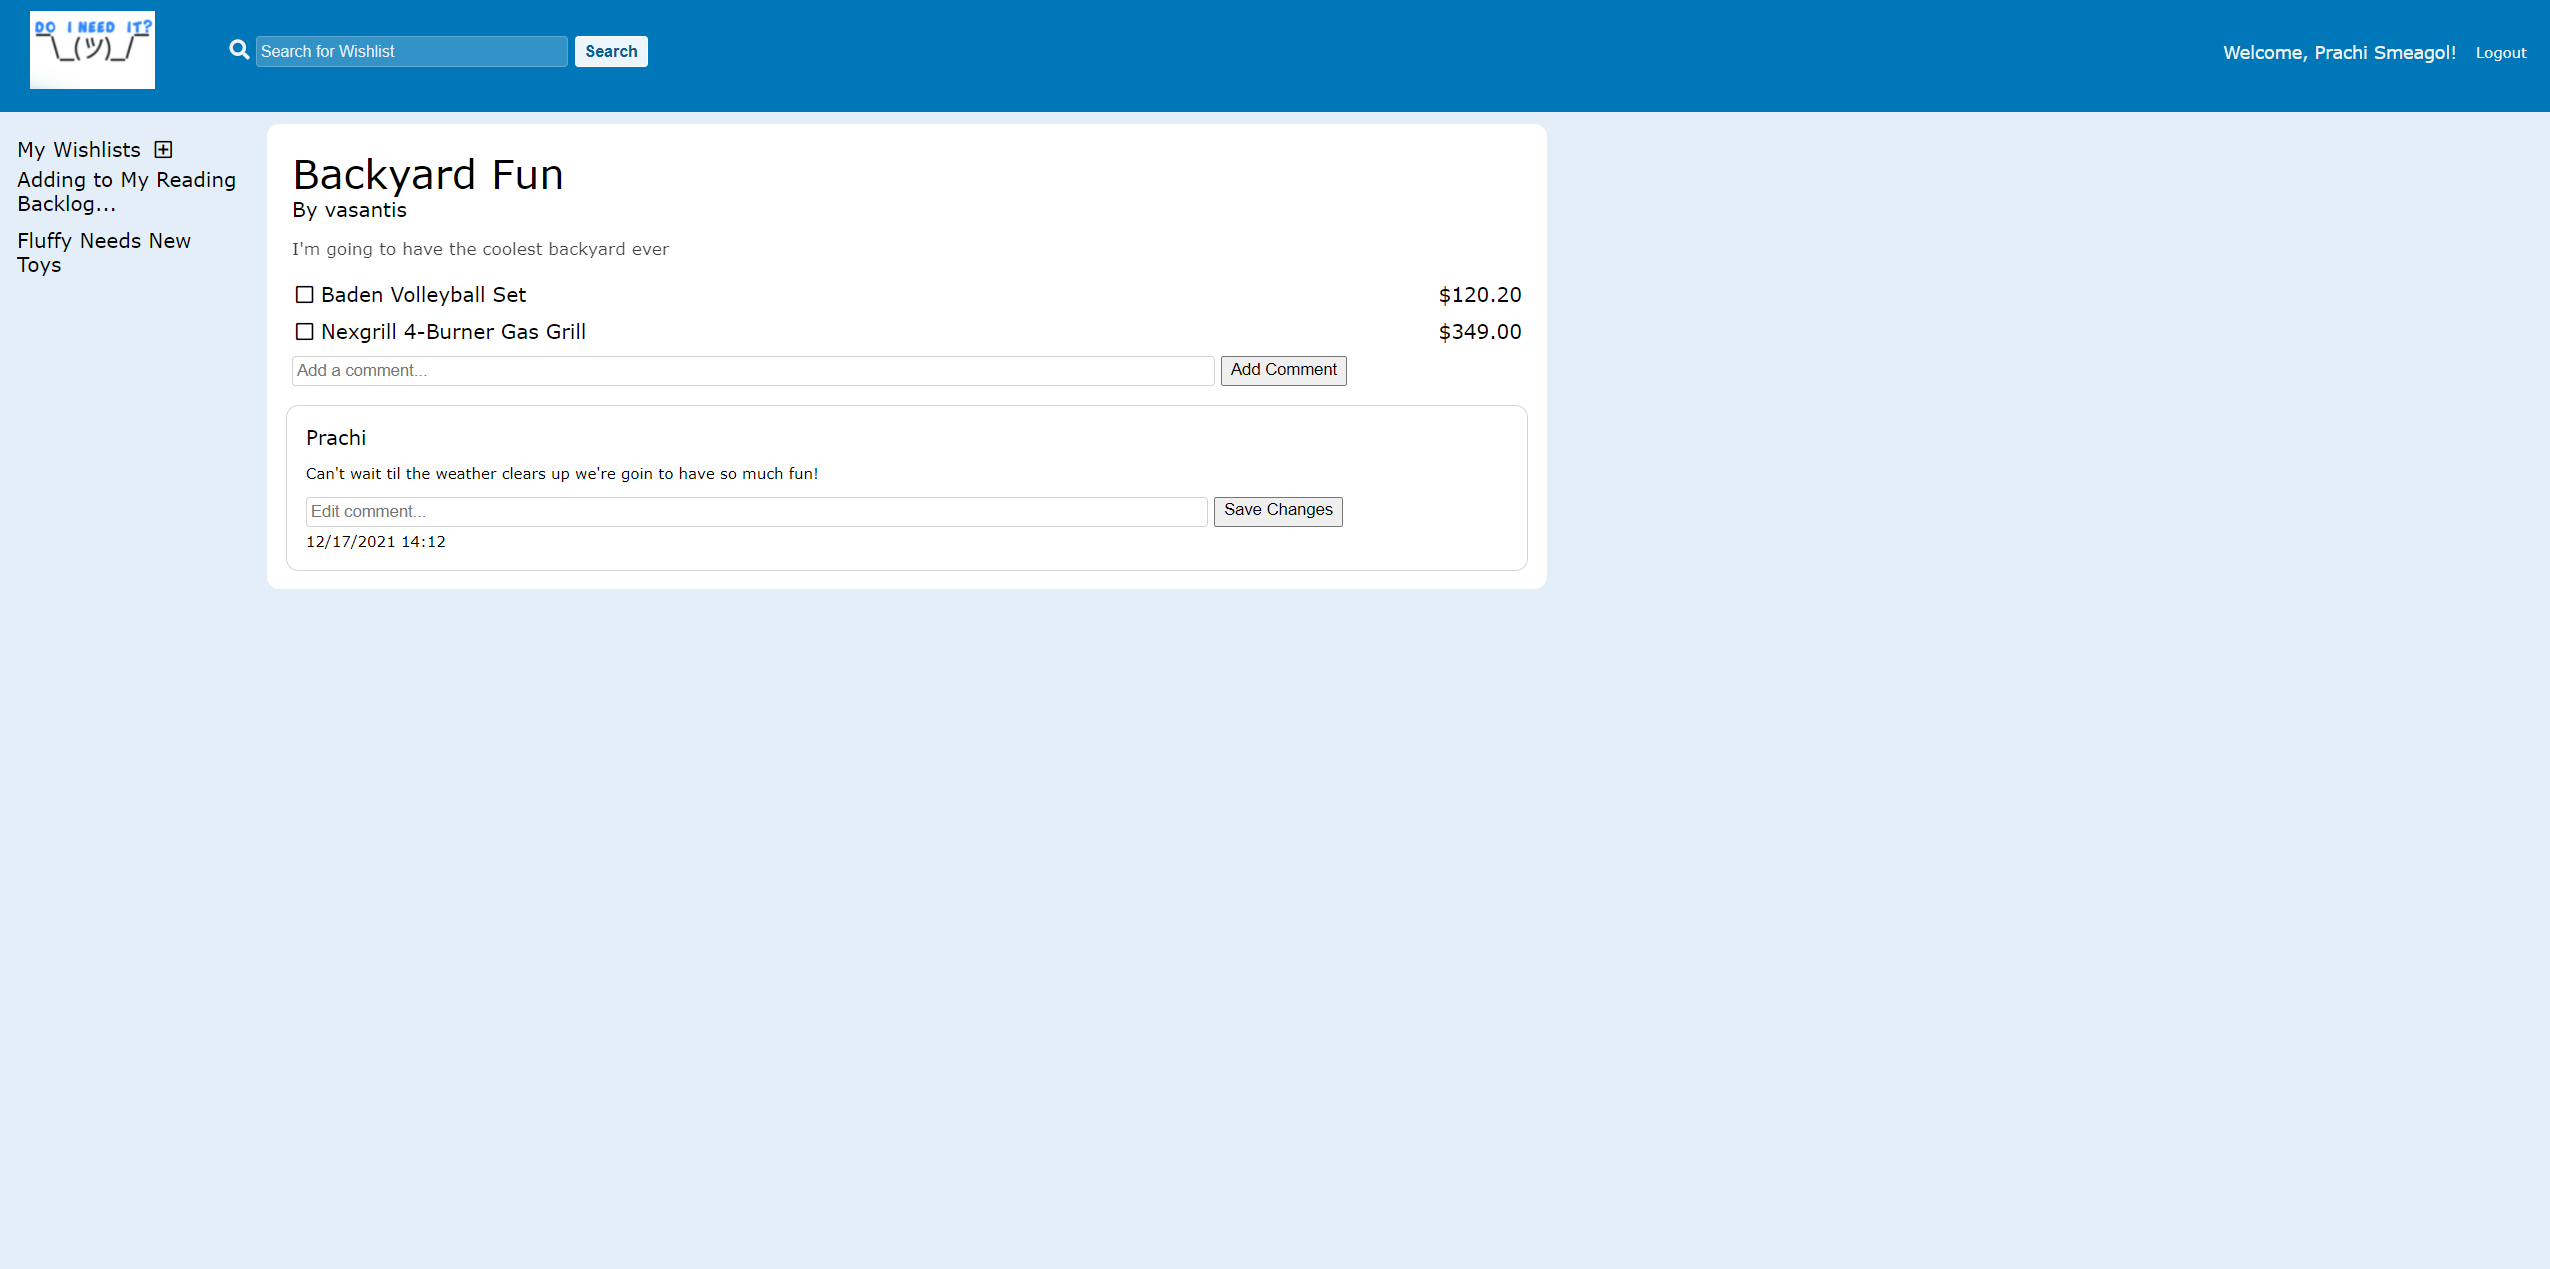 DO I NEED IT?
¯\_(ツ)_/¯
Search for Wishlist
Search
Welcome, Prachi Smeagol!
Logout
My Wishlists
Adding to My Reading
Backlog...
Fluffy Needs New
Toys
Backyard Fun
By vasantis
I'm going to have the coolest backyard ever
Baden Volleyball Set $120.20
Nexgrill 4-Burner Gas Grill $349.00
Add a comment...
Add Comment
Prachi
Can't wait til the weather clears up we're goin to have so much fun!
Edit comment...
Save Changes
12/17/2021 14:12